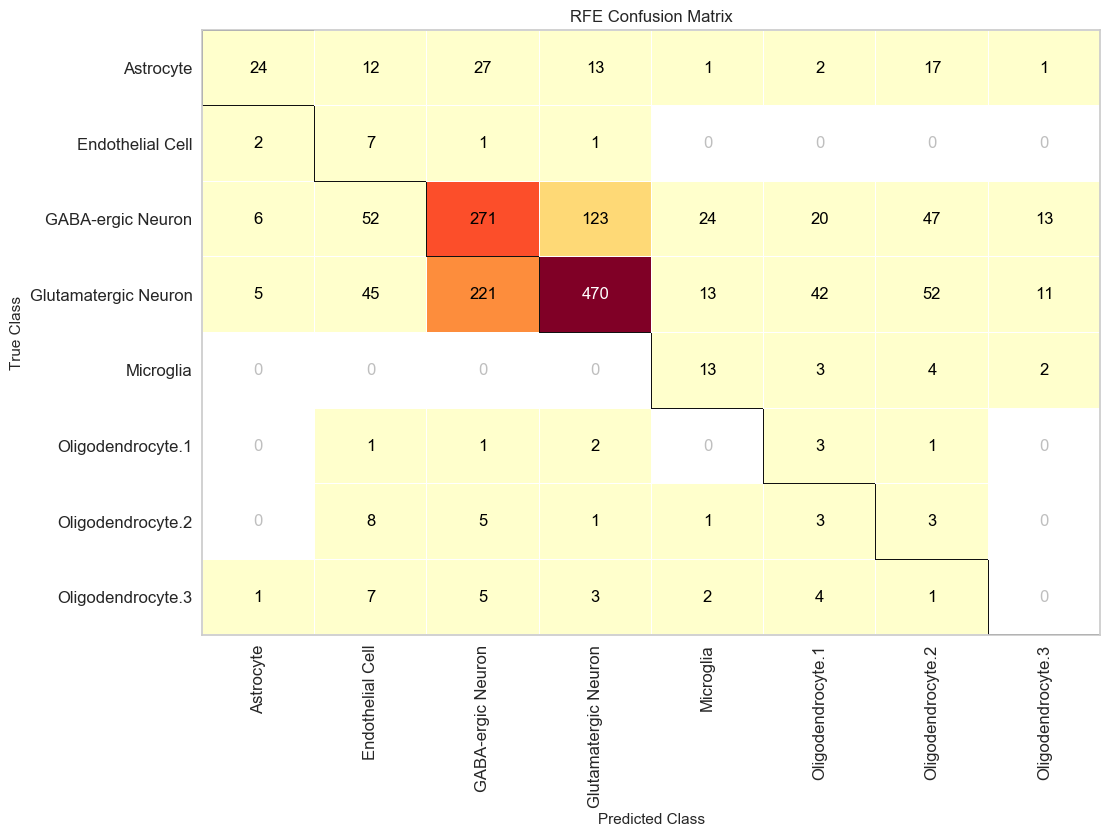 RFE Confusion Matrix
True Class
Astrocyte 24 12 27 13 1 2 17 1
Endothelial Cell 2 7 1 1 0 0 0 0
GABA-ergic Neuron 6 52 271 123 24 20 47 13
Glutamatergic Neuron 5 45 221 470 13 42 52 11
Microglia 0 0 0 0 13 3 4 2
Oligodendrocyte.1 0 1 1 2 0 3 1 0
Oligodendrocyte.2 0 8 5 1 1 3 3 0
Oligodendrocyte.3 1 7 5 3 2 4 1 0
Astrocyte
Endothelial Cell
GABA-ergic Neuron
Glutamatergic Neuron
Microglia
Oligodendrocyte.1
Oligodendrocyte.2
Oligodendrocyte.3
Predicted Class